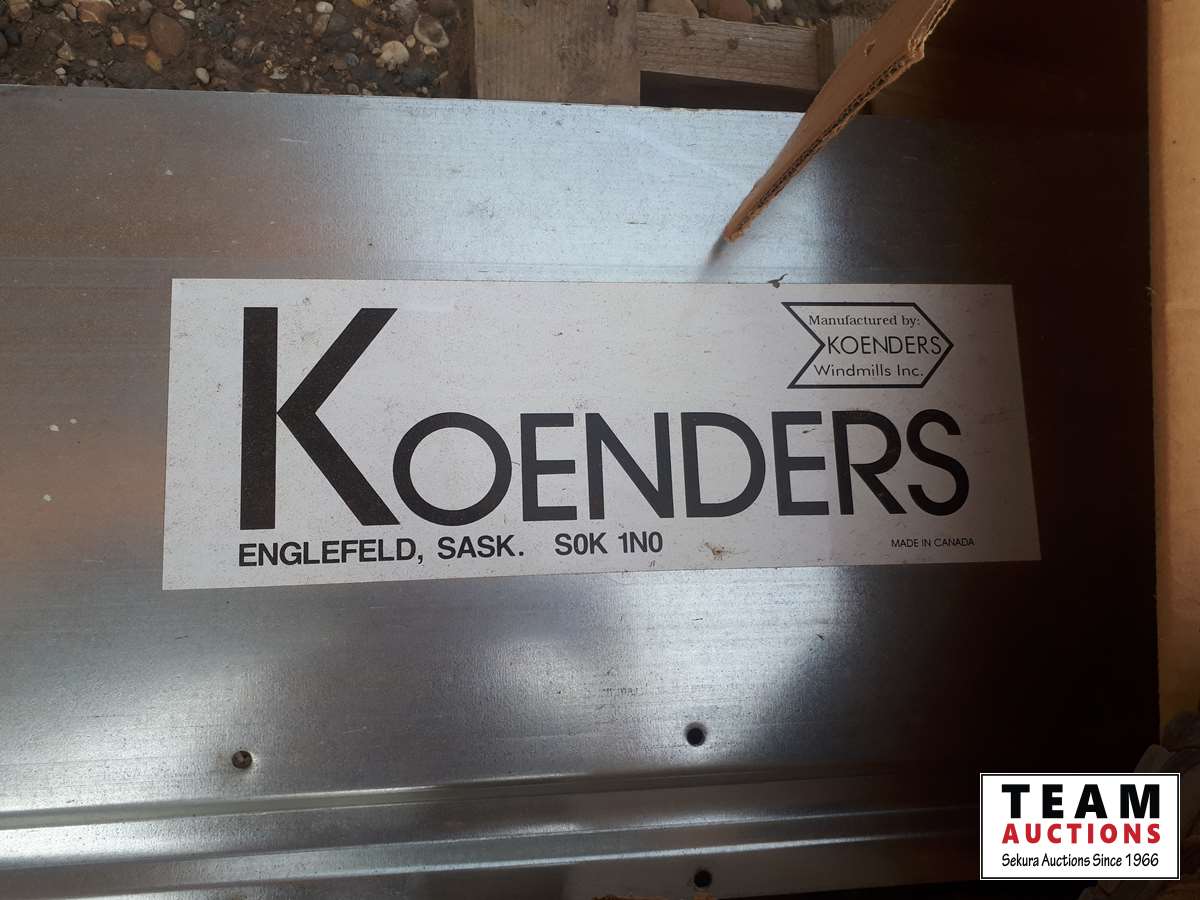 Manufactured by:
KOENDERS
Windmills Inc.
KOENDERS
ENGLEFELD, SASK. S0K 1N0
MADE IN CANADA
TEAM
AUCTIONS
Sekura Auctions Since 1966